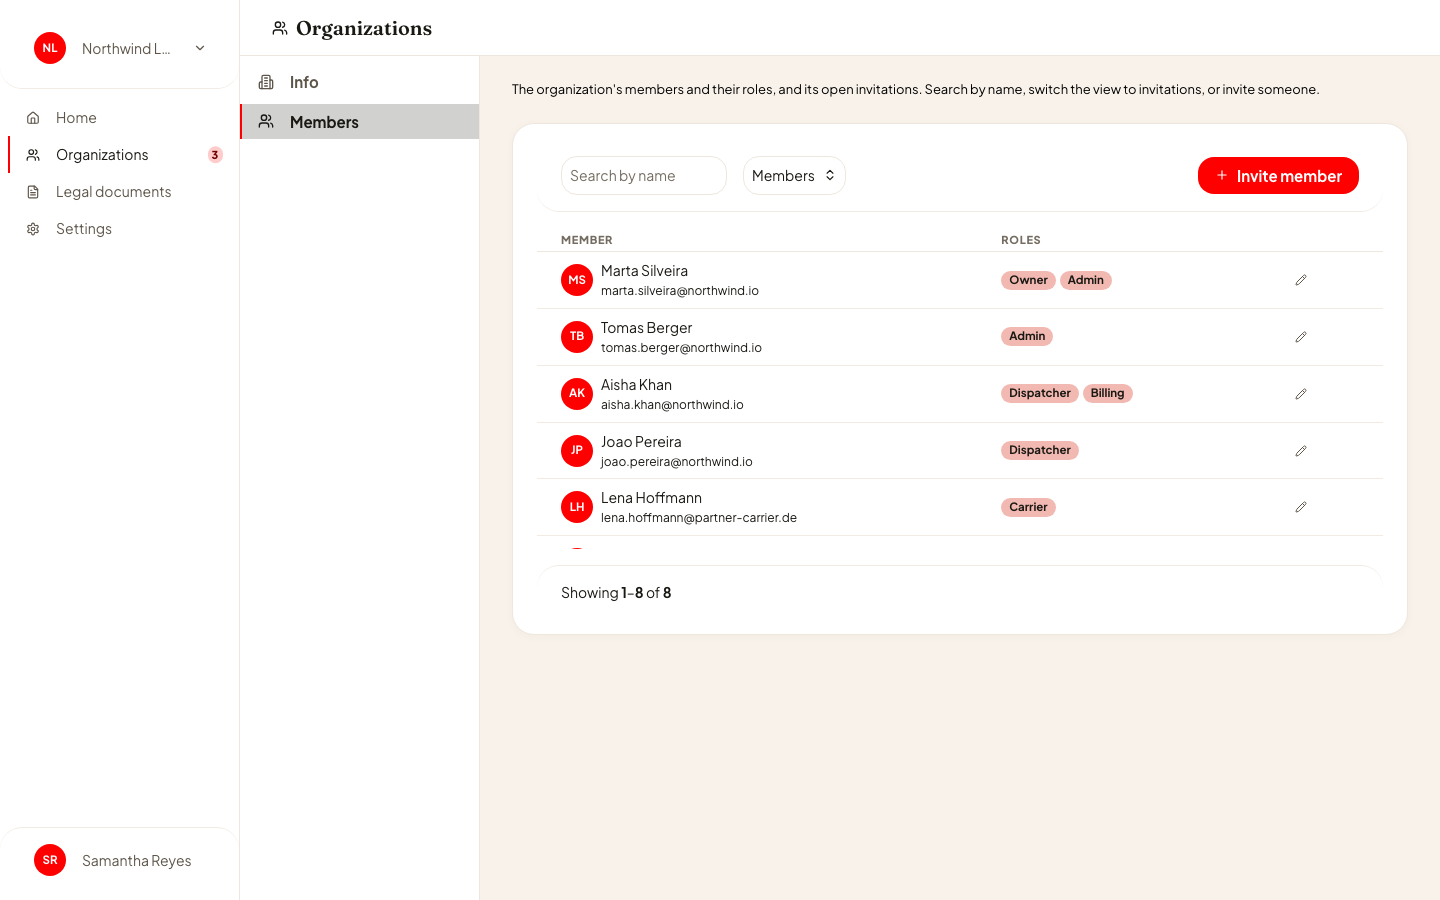 NL
Northwind L...
Home
Organizations
3
Legal documents
Settings
SR
Samantha Reyes
Organizations
Info
Members
The organization's members and their roles, and its open invitations. Search by name, switch the view to invitations, or invite someone.
Search by name
Members
Invite member
MEMBER
ROLES
MS
Marta Silveira
marta.silveira@northwind.io
Owner
Admin
TB
Tomas Berger
tomas.berger@northwind.io
Admin
AK
Aisha Khan
aisha.khan@northwind.io
Dispatcher
Billing
JP
Joao Pereira
joao.pereira@northwind.io
Dispatcher
LH
Lena Hoffmann
lena.hoffmann@partner-carrier.de
Carrier
Showing 1–8 of 8